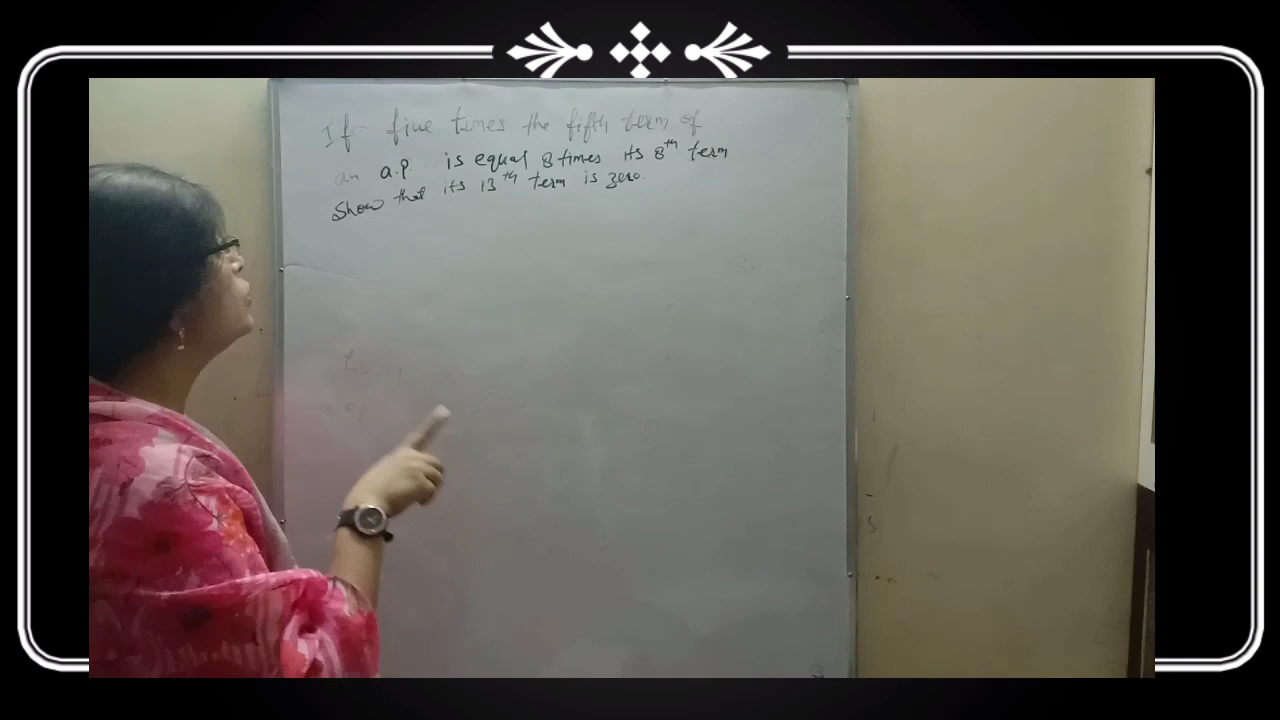 If five times the fifth term of
an a.p. is equal 8 times its 8th term
Show that its 13th term is zero.